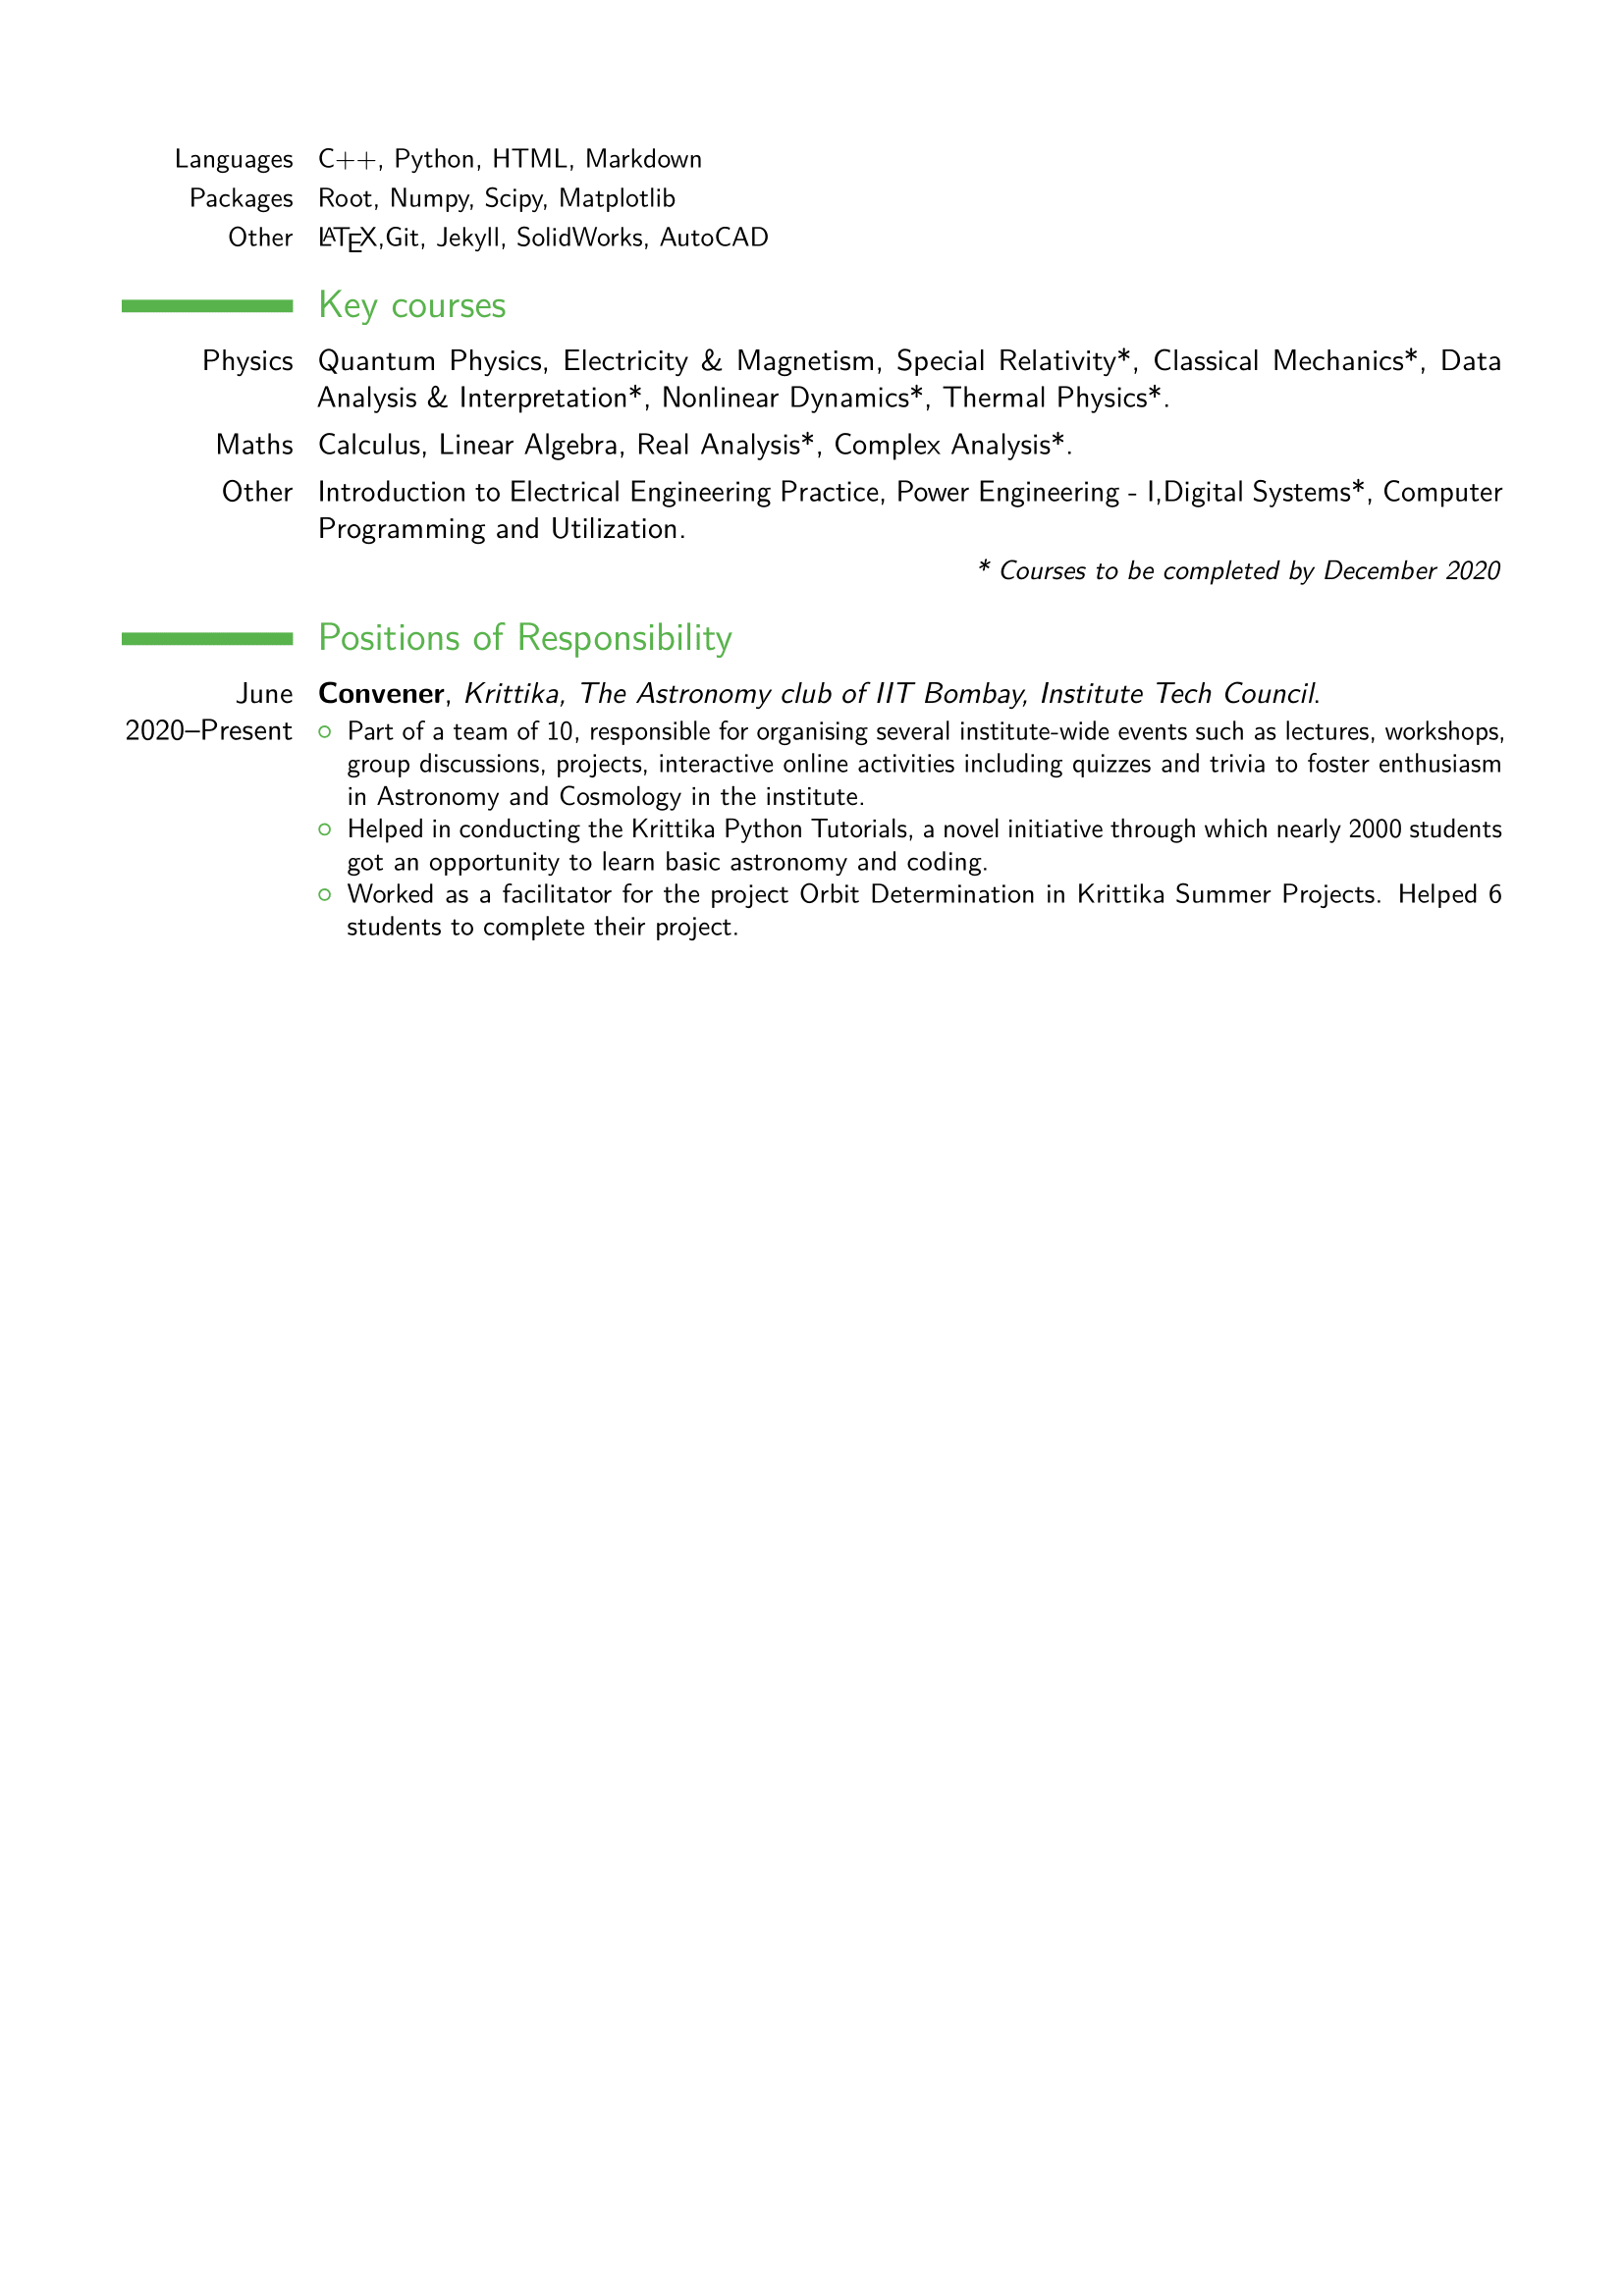 Languages C++, Python, HTML, Markdown
Packages Root, Numpy, Scipy, Matplotlib
Other LATEX,Git, Jekyll, SolidWorks, AutoCAD
Key courses
Physics Quantum Physics, Electricity & Magnetism, Special Relativity*, Classical Mechanics*, Data
Analysis & Interpretation*, Nonlinear Dynamics*, Thermal Physics*.
Maths Calculus, Linear Algebra, Real Analysis*, Complex Analysis*.
Other Introduction to Electrical Engineering Practice, Power Engineering - I,Digital Systems*, Computer
Programming and Utilization.
* Courses to be completed by December 2020
Positions of Responsibility
June Convener, Krittika, The Astronomy club of IIT Bombay, Institute Tech Council.
2020–Present ○ Part of a team of 10, responsible for organising several institute-wide events such as lectures, workshops,
group discussions, projects, interactive online activities including quizzes and trivia to foster enthusiasm
in Astronomy and Cosmology in the institute.
○ Helped in conducting the Krittika Python Tutorials, a novel initiative through which nearly 2000 students
got an opportunity to learn basic astronomy and coding.
○ Worked as a facilitator for the project Orbit Determination in Krittika Summer Projects. Helped 6
students to complete their project.